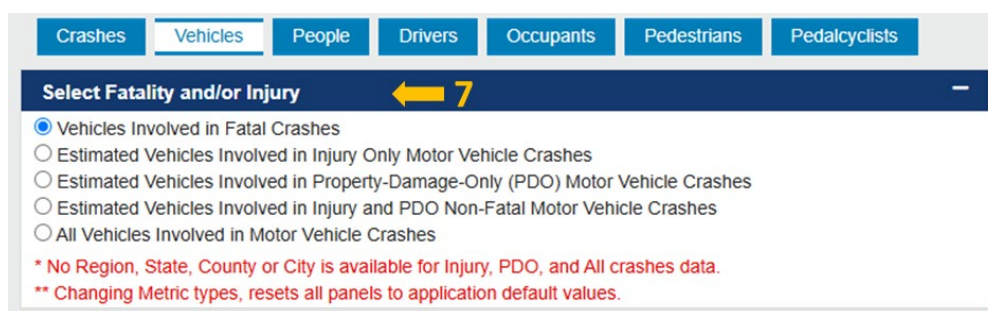 Crashes Vehicles People Drivers Occupants Pedestrians Pedalcyclists
Select Fatality and/or Injury 7
Vehicles Involved in Fatal Crashes
Estimated Vehicles Involved in Injury Only Motor Vehicle Crashes
Estimated Vehicles Involved in Property-Damage-Only (PDO) Motor Vehicle Crashes
Estimated Vehicles Involved in Injury and PDO Non-Fatal Motor Vehicle Crashes
All Vehicles Involved in Motor Vehicle Crashes
* No Region, State, County or City is available for Injury, PDO, and All crashes data.
** Changing Metric types, resets all panels to application default values.